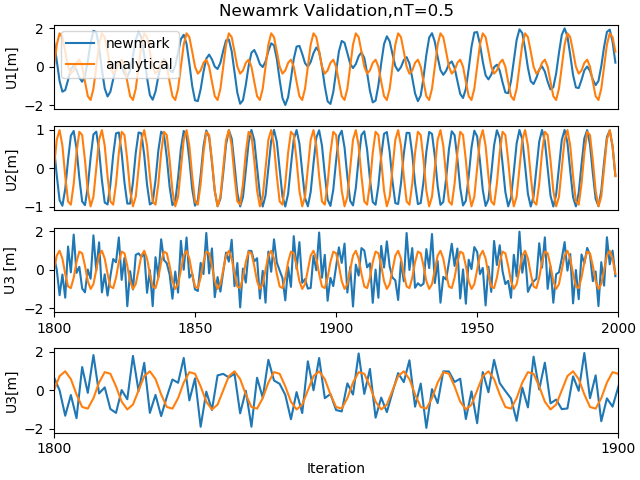 Newamrk Validation,nT=0.5
2
0
−2
U1[m]
newmark
analytical
1
0
−1
U2[m]
2
0
−2
U3 [m]
1800
1850
1900
1950
2000
2
0
−2
U3[m]
1800
1900
Iteration